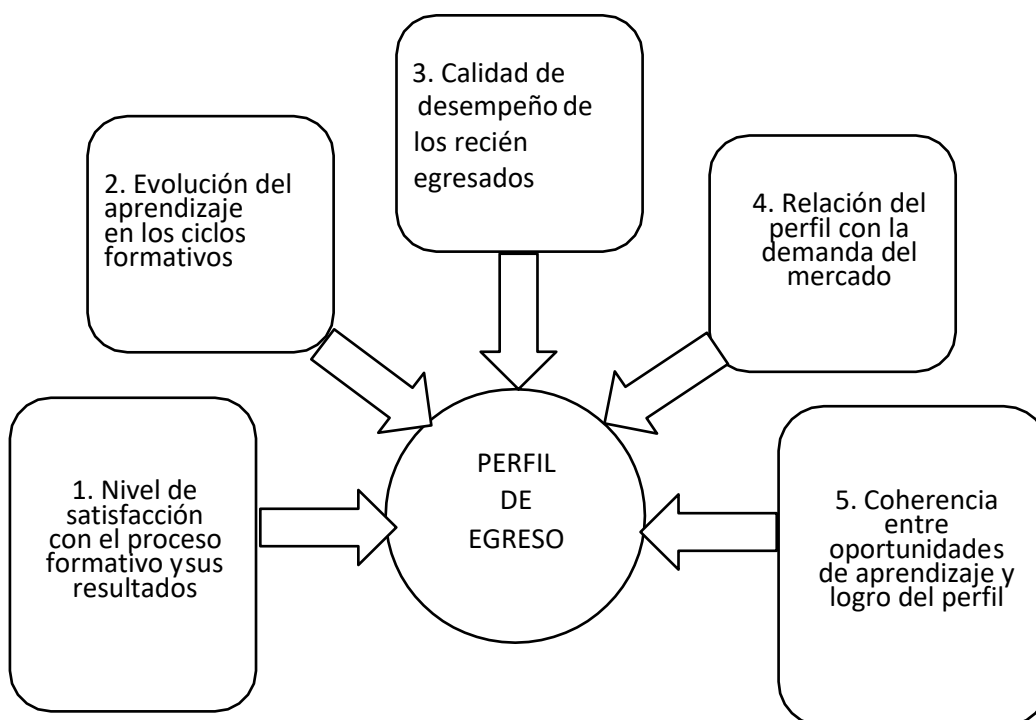 1. Nivel de
satisfacción
con el proceso
formativo ysus
resultados
2. Evolución del
aprendizaje
en los ciclos
formativos
3. Calidad de
desempeño de
los recién
egresados
4. Relación del
perfil con la
demanda del
mercado
5. Coherencia
entre
oportunidades
de aprendizaje y
logro del perfil
PERFIL
DE
EGRESO